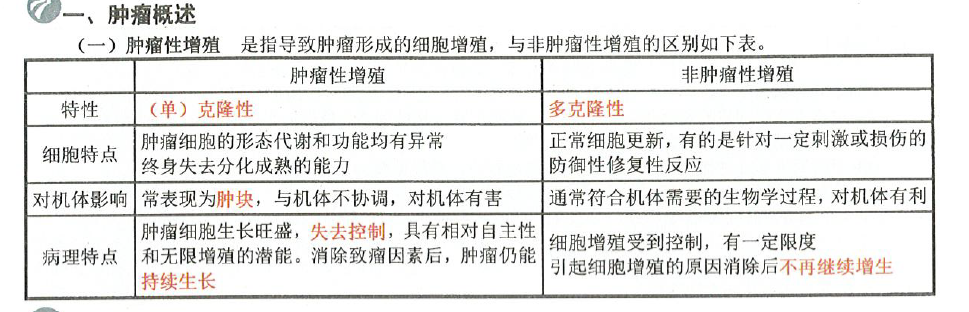 一、肿瘤概述
（一）肿瘤性增殖 是指导致肿瘤形成的细胞增殖，与非肿瘤性增殖的区别如下表。
肿瘤性增殖 非肿瘤性增殖
特性 （单）克隆性 多克隆性
细胞特点 肿瘤细胞的形态代谢和功能均有异常
终身失去分化成熟的能力
正常细胞更新，有的是针对一定刺激或损伤的
防御性修复性反应
对机体影响 常表现为肿块，与机体不协调，对机体有害 通常符合机体需要的生物学过程，对机体有利
病理特点 肿瘤细胞生长旺盛，失去控制，具有相对自主性
和无限增殖的潜能。消除致瘤因素后，肿瘤仍能
持续生长
细胞增殖受到控制，有一定限度
引起细胞增殖的原因消除后不再继续增生